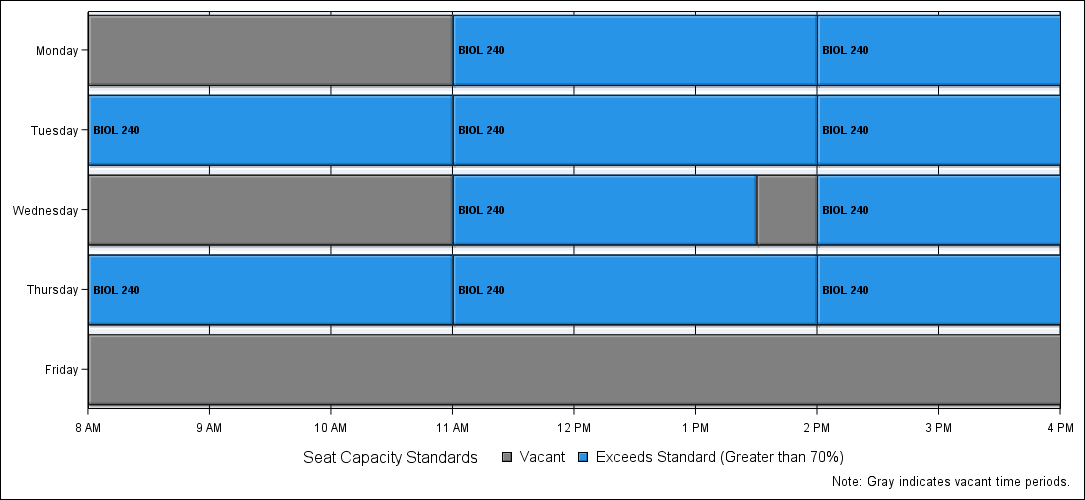 Monday BIOL 240 BIOL 240
Tuesday BIOL 240 BIOL 240 BIOL 240
Wednesday BIOL 240 BIOL 240
Thursday BIOL 240 BIOL 240 BIOL 240
Friday
8 AM 9 AM 10 AM 11 AM 12 PM 1 PM 2 PM 3 PM 4 PM
Seat Capacity Standards Vacant Exceeds Standard (Greater than 70%)
Note: Gray indicates vacant time periods.